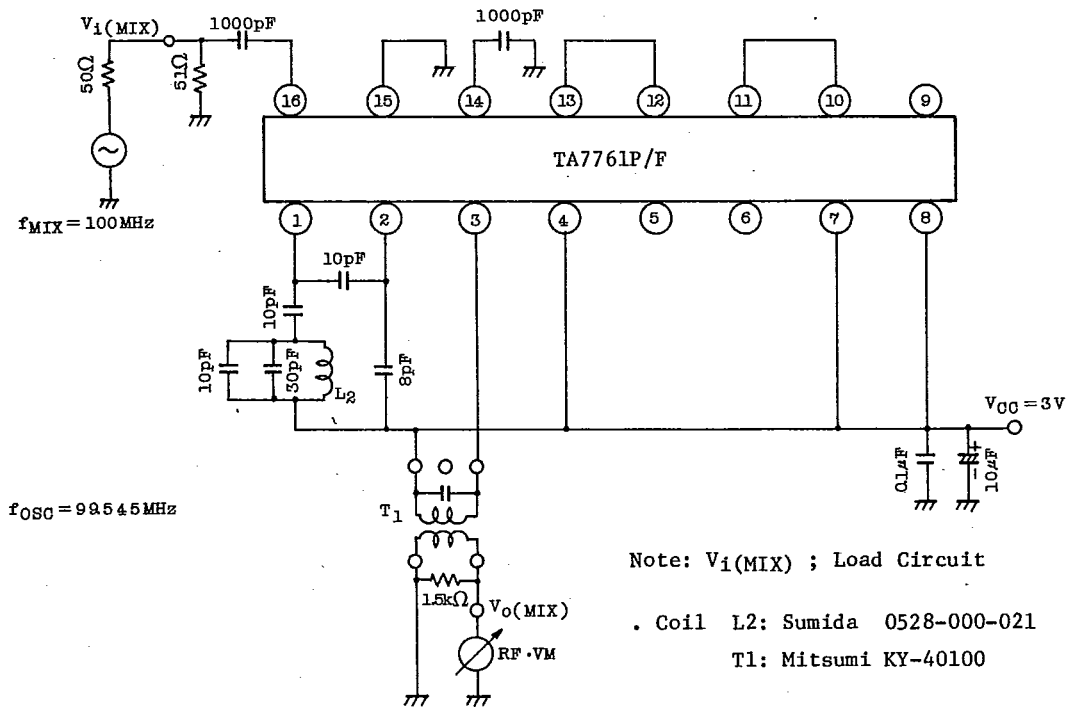 Vi(MIX)
1000pF
1000pF
50Ω
51Ω
16
15
14
13
12
11
10
9
TA7761P/F
fMIX=100MHz
1
2
3
4
5
6
7
8
10pF
10pF
10pF
30pF
L2
8pF
VCC=3V
0.1μF
+
-
10μF
fOSC=99.545MHz
T1
Note: Vi(MIX) ; Load Circuit
1.5kΩ
Vo(MIX)
. Coil L2: Sumida 0528-000-021
RF·VM
T1: Mitsumi KY-40100